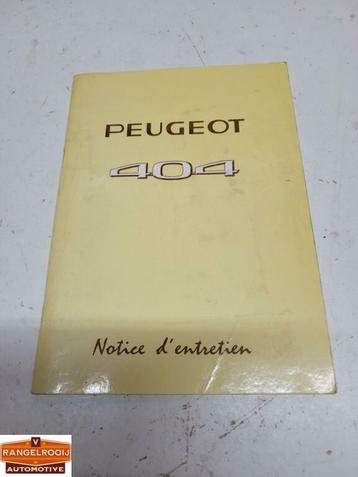 PEUGEOT
404
Notice d'entretien
V
RANGELROOIJ
AUTOMOTIVE